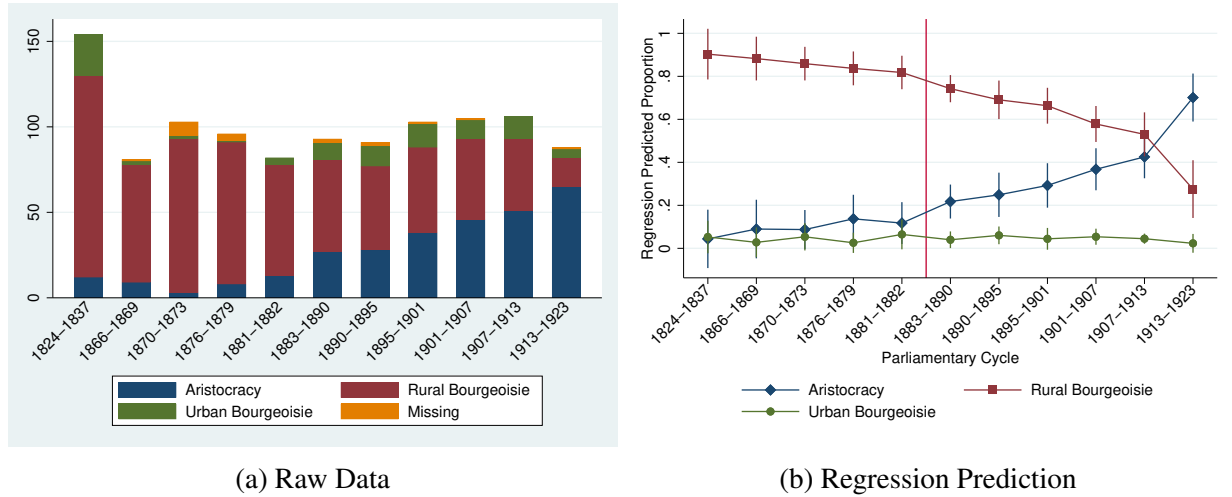 0
50
100
150
1824–1837
1866–1869
1870–1873
1876–1879
1881–1882
1883–1890
1890–1895
1895–1901
1901–1907
1907–1913
1913–1923
Aristocracy
Rural Bourgeoisie
Urban Bourgeoisie
Missing
(a) Raw Data
Regression Predicted Proportion
0
.2
.4
.6
.8
1
1824–1837
1866–1869
1870–1873
1876–1879
1881–1882
1883–1890
1890–1895
1895–1901
1901–1907
1907–1913
1913–1923
Parliamentary Cycle
Aristocracy
Rural Bourgeoisie
Urban Bourgeoisie
(b) Regression Prediction